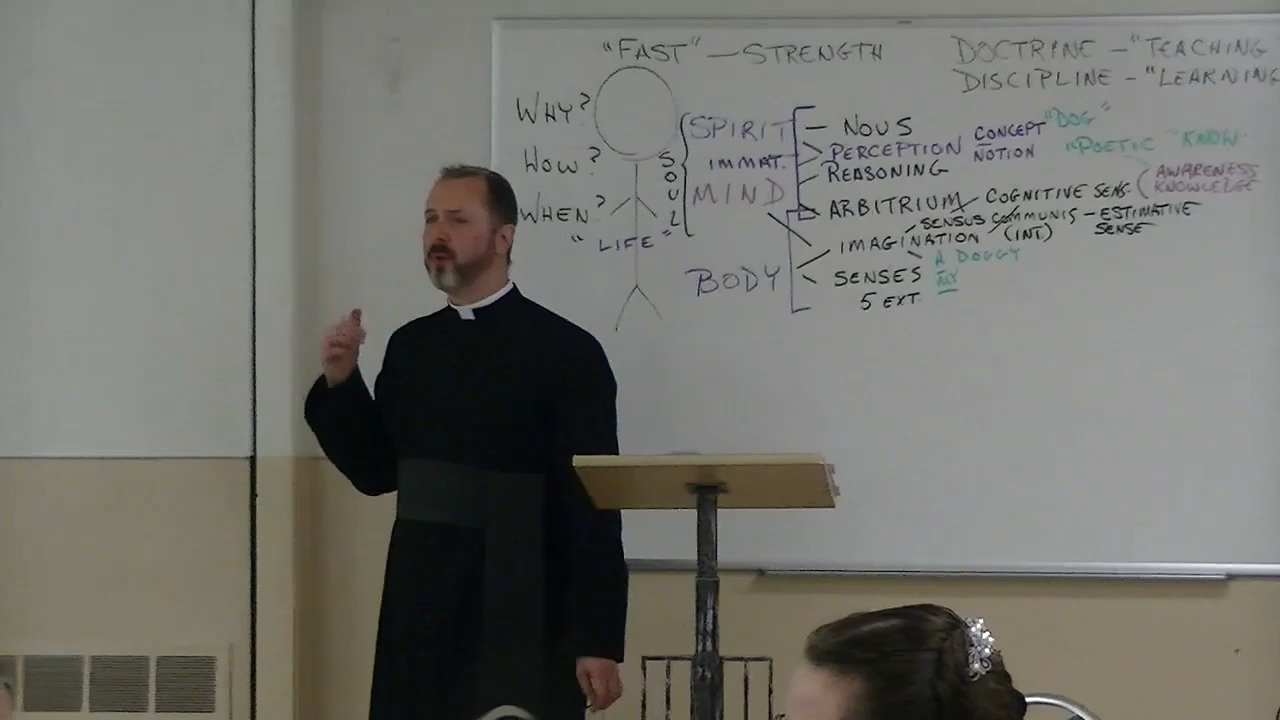 "FAST" — STRENGTH
DOCTRINE — "TEACHING
DISCIPLINE — "LEARNING
WHY?
HOW?
WHEN?
"LIFE"
SOUL
SPIRIT
IMMAT.
MIND
BODY
— NOUS
PERCEPTION CONCEPT "DOG"
NOTION "POETIC "KNOW"
REASONING AWARENESS
KNOWLEDGE
ARBITRIUM COGNITIVE SENS.
SENSUS COMMUNIS — ESTIMATIVE
IMAGINATION (INT) SENSE
SENSES A DOGGY
5 EXT. MY